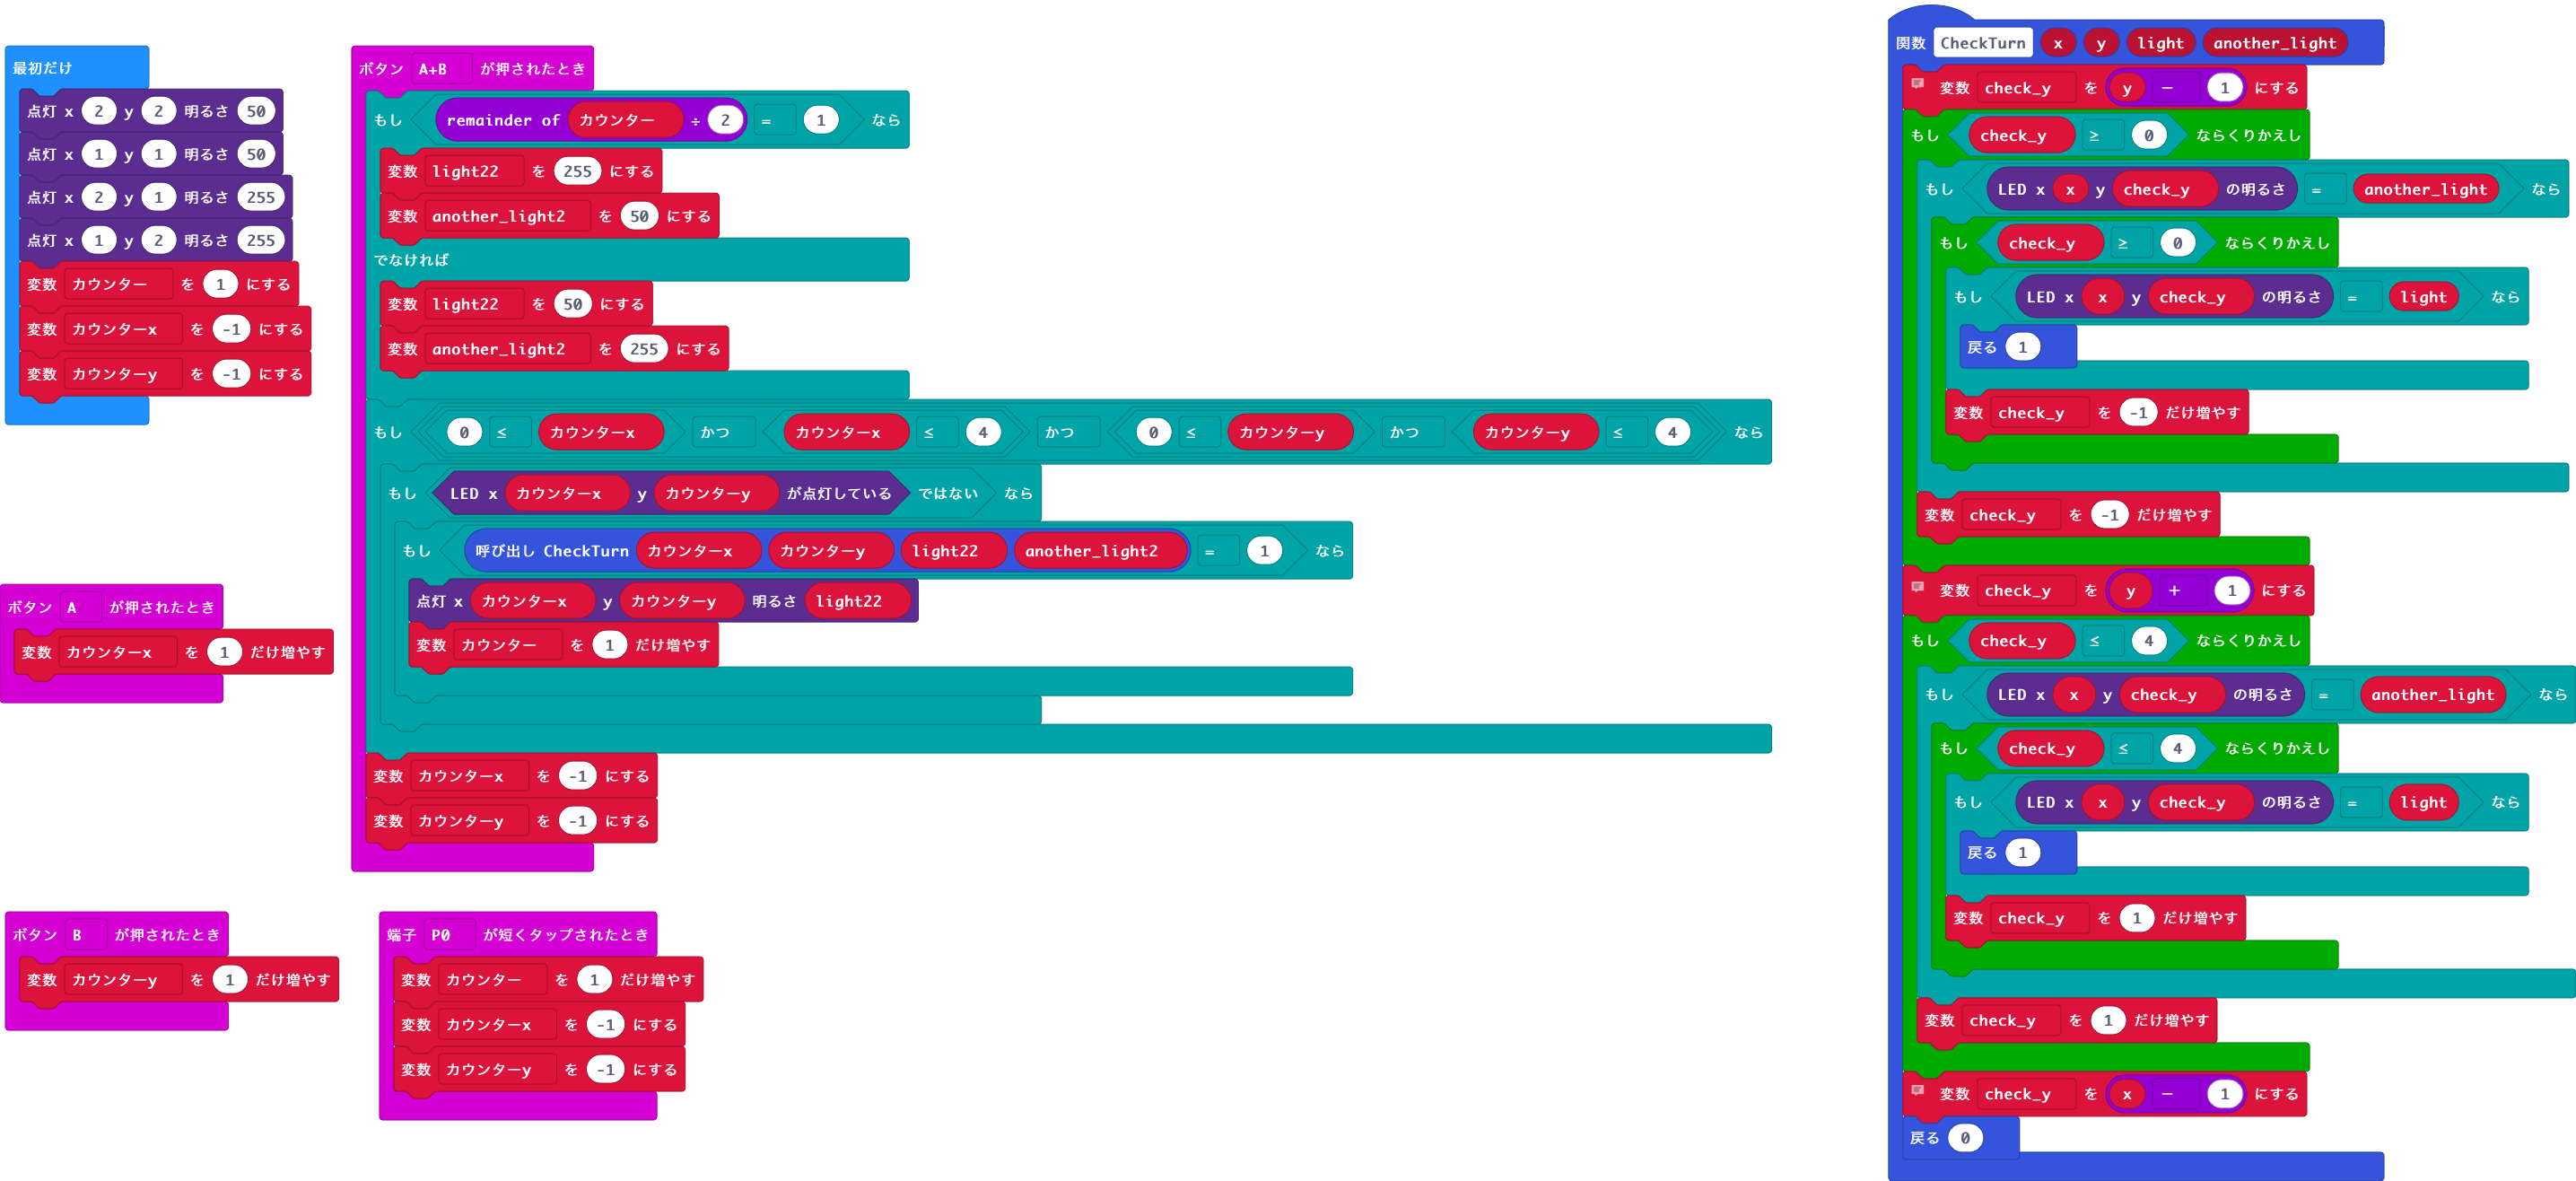 最初だけ
点灯 x 2 y 2 明るさ 50
点灯 x 1 y 1 明るさ 50
点灯 x 2 y 1 明るさ 255
点灯 x 1 y 2 明るさ 255
変数 カウンター を 1 にする
変数 カウンターx を -1 にする
変数 カウンターy を -1 にする
ボタン A が押されたとき
変数 カウンターx を 1 だけ増やす
ボタン B が押されたとき
変数 カウンターy を 1 だけ増やす
ボタン A+B が押されたとき
もし remainder of カウンター ÷ 2 = 1 なら
変数 light22 を 255 にする
変数 another_light2 を 50 にする
でなければ
変数 light22 を 50 にする
変数 another_light2 を 255 にする
もし 0 ≤ カウンターx かつ カウンターx ≤ 4 かつ 0 ≤ カウンターy かつ カウンターy ≤ 4 なら
もし LED x カウンターx y カウンターy が点灯している ではない なら
もし 呼び出し CheckTurn カウンターx カウンターy light22 another_light2 = 1 なら
点灯 x カウンターx y カウンターy 明るさ light22
変数 カウンター を 1 だけ増やす
変数 カウンターx を -1 にする
変数 カウンターy を -1 にする
端子 P0 が短くタップされたとき
変数 カウンター を 1 だけ増やす
変数 カウンターx を -1 にする
変数 カウンターy を -1 にする
関数 CheckTurn x y light another_light
変数 check_y を y - 1 にする
もし check_y ≥ 0 ならくりかえし
もし LED x x y check_y の明るさ = another_light なら
もし check_y ≥ 0 ならくりかえし
もし LED x x y check_y の明るさ = light なら
戻る 1
変数 check_y を -1 だけ増やす
変数 check_y を -1 だけ増やす
変数 check_y を y + 1 にする
もし check_y ≤ 4 ならくりかえし
もし LED x x y check_y の明るさ = another_light なら
もし check_y ≤ 4 ならくりかえし
もし LED x x y check_y の明るさ = light なら
戻る 1
変数 check_y を 1 だけ増やす
変数 check_y を 1 だけ増やす
変数 check_y を x - 1 にする
戻る 0